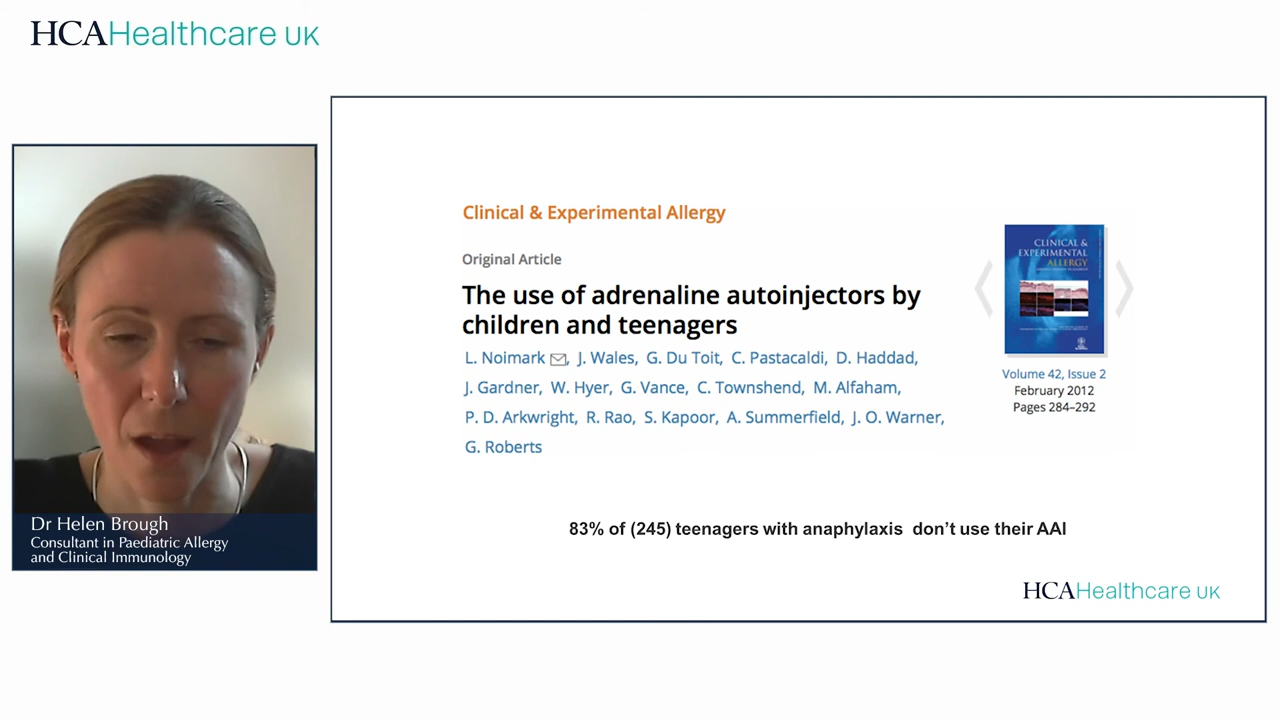 HCAHealthcare UK
Clinical & Experimental Allergy
Original Article
The use of adrenaline autoinjectors by
children and teenagers
L. Noimark, J. Wales, G. Du Toit, C. Pastacaldi, D. Haddad,
J. Gardner, W. Hyer, G. Vance, C. Townshend, M. Alfaham,
P. D. Arkwright, R. Rao, S. Kapoor, A. Summerfield, J. O. Warner,
G. Roberts
CLINICAL &
EXPERIMENTAL
ALLERGY
Volume 42, Issue 2
February 2012
Pages 284–292
83% of (245) teenagers with anaphylaxis don't use their AAI
HCAHealthcare UK
Dr Helen Brough
Consultant in Paediatric Allergy
and Clinical Immunology